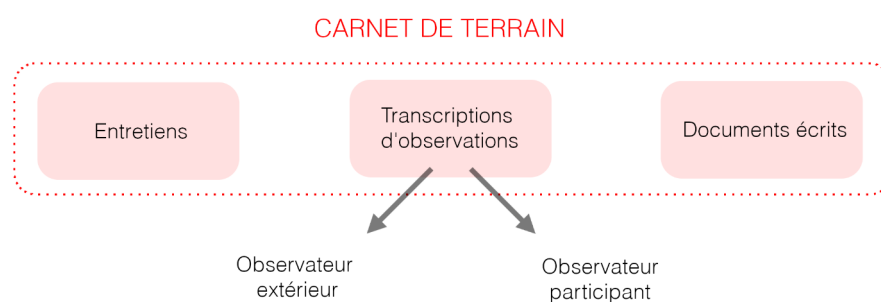 CARNET DE TERRAIN
Entretiens
Transcriptions
d'observations
Documents écrits
Observateur
extérieur
Observateur
participant